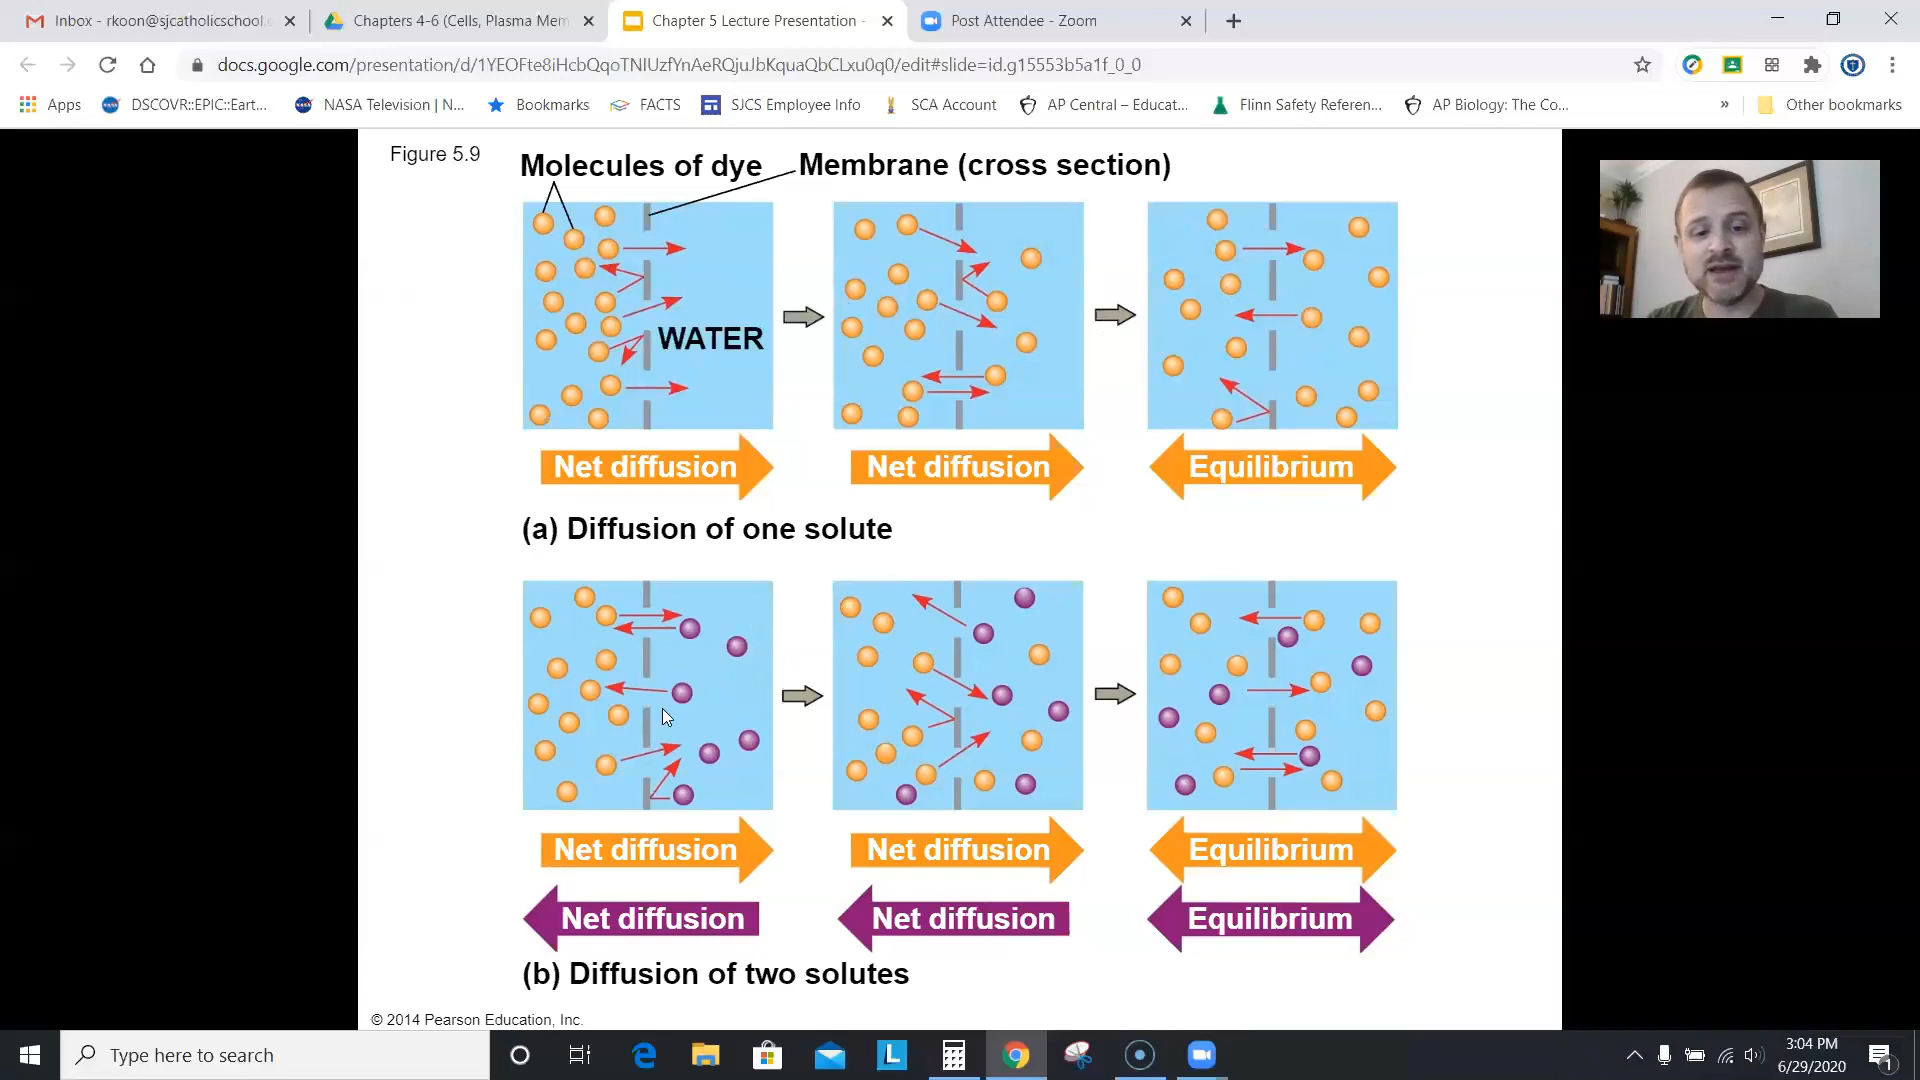 Inbox - rkoon@sjcatholicschool.
Chapters 4-6 (Cells, Plasma Mem
Chapter 5 Lecture Presentation -
Post Attendee - Zoom
docs.google.com/presentation/d/1YEOFte8iHcbQqoTNIUzfYnAeRQjuJbKquaQbCLxu0q0/edit#slide=id.g15553b5a1f_0_0
Apps
DSCOVR::EPIC::Eart...
NASA Television | N...
Bookmarks
FACTS
SJCS Employee Info
SCA Account
AP Central – Educat...
Flinn Safety Referen...
AP Biology: The Co...
»
Other bookmarks
Figure 5.9
Molecules of dye
Membrane (cross section)
WATER
Net diffusion
Net diffusion
Equilibrium
(a) Diffusion of one solute
Net diffusion
Net diffusion
Equilibrium
Net diffusion
Net diffusion
Equilibrium
(b) Diffusion of two solutes
© 2014 Pearson Education, Inc.
Type here to search
L
3:04 PM
6/29/2020
1